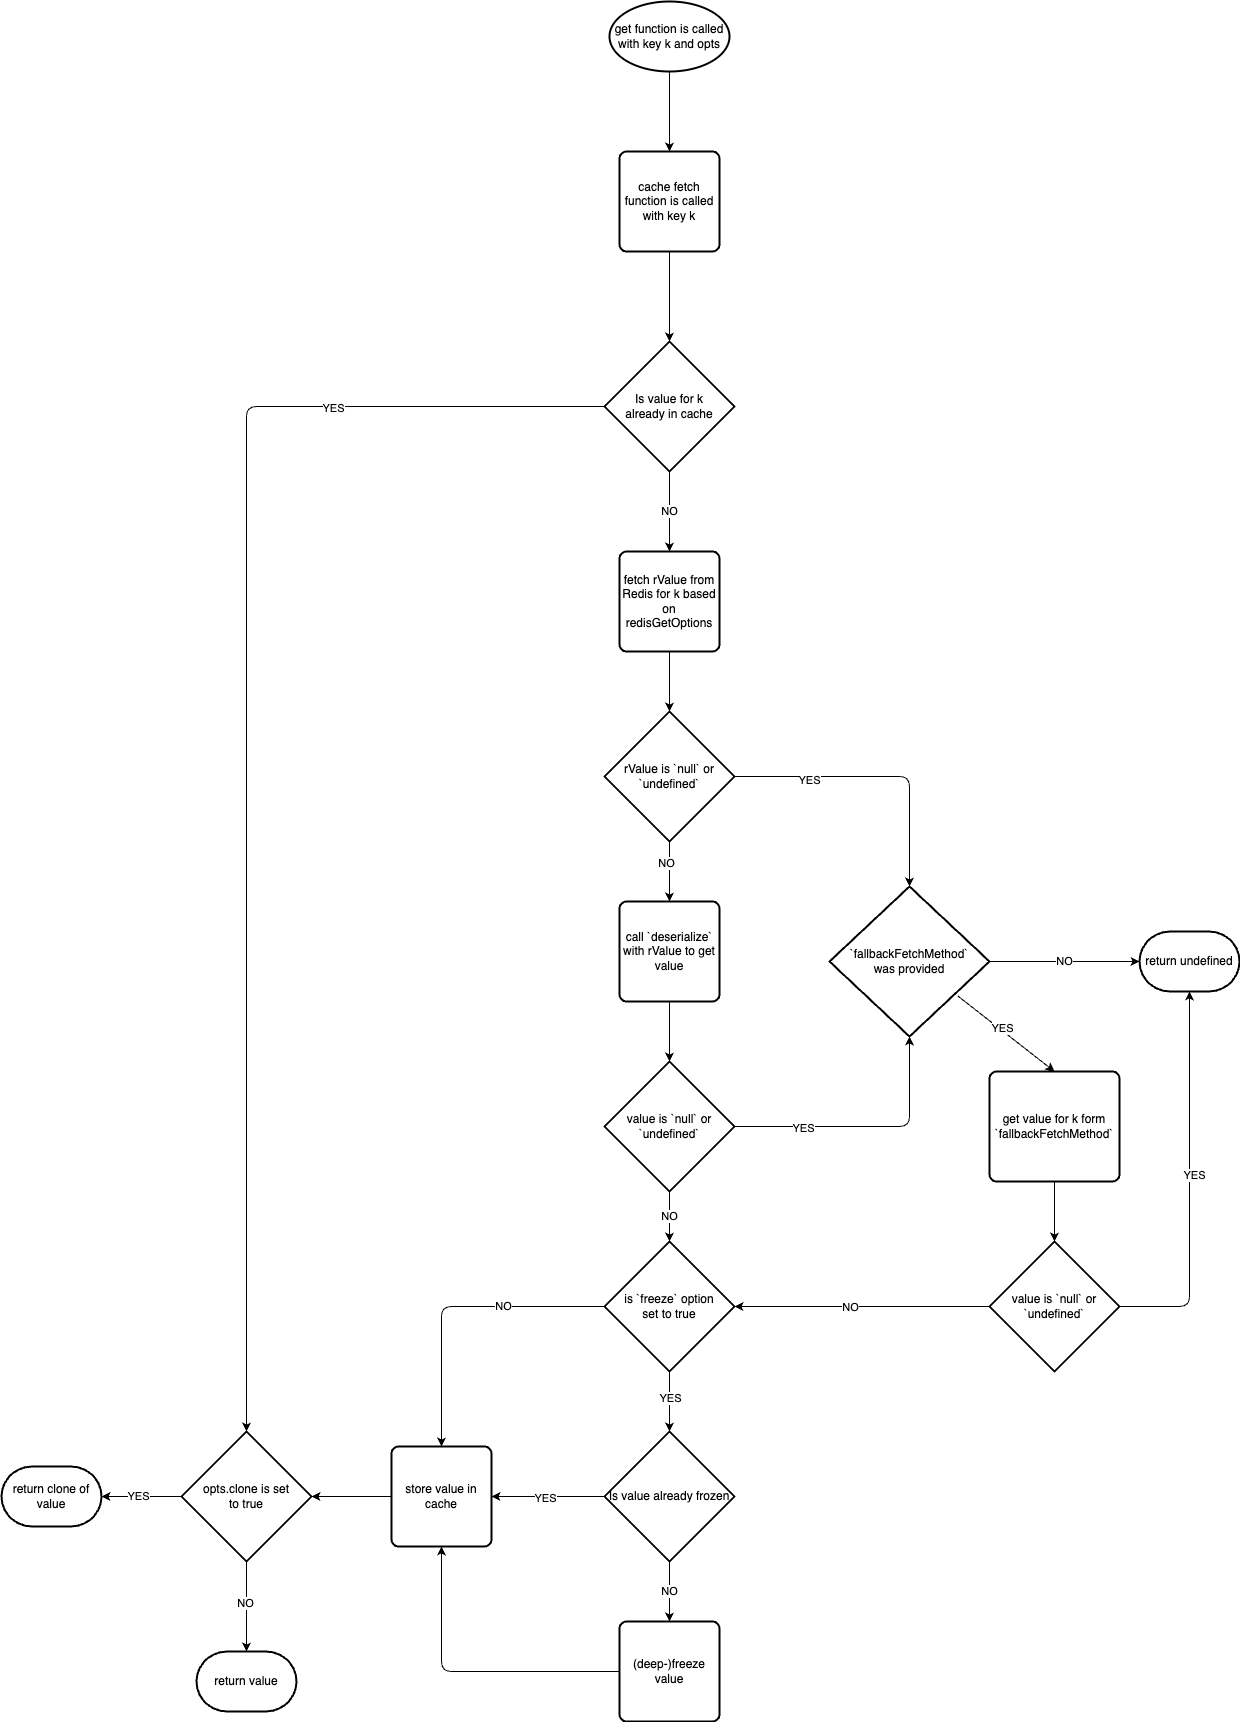 get function is called
with key k and opts
cache fetch
function is called
with key k
Is value for k
already in cache
YES
NO
fetch rValue from
Redis for k based
on
redisGetOptions
rValue is `null` or
`undefined`
YES
NO
call `deserialize`
with rValue to get
value
`fallbackFetchMethod`
was provided
NO
return undefined
YES
value is `null` or
`undefined`
YES
get value for k form
`fallbackFetchMethod`
YES
NO
is `freeze` option
set to true
NO
NO
value is `null` or
`undefined`
YES
return clone of
value
YES
opts.clone is set
to true
store value in
cache
YES
Is value already frozen
NO
NO
return value
(deep-)freeze
value